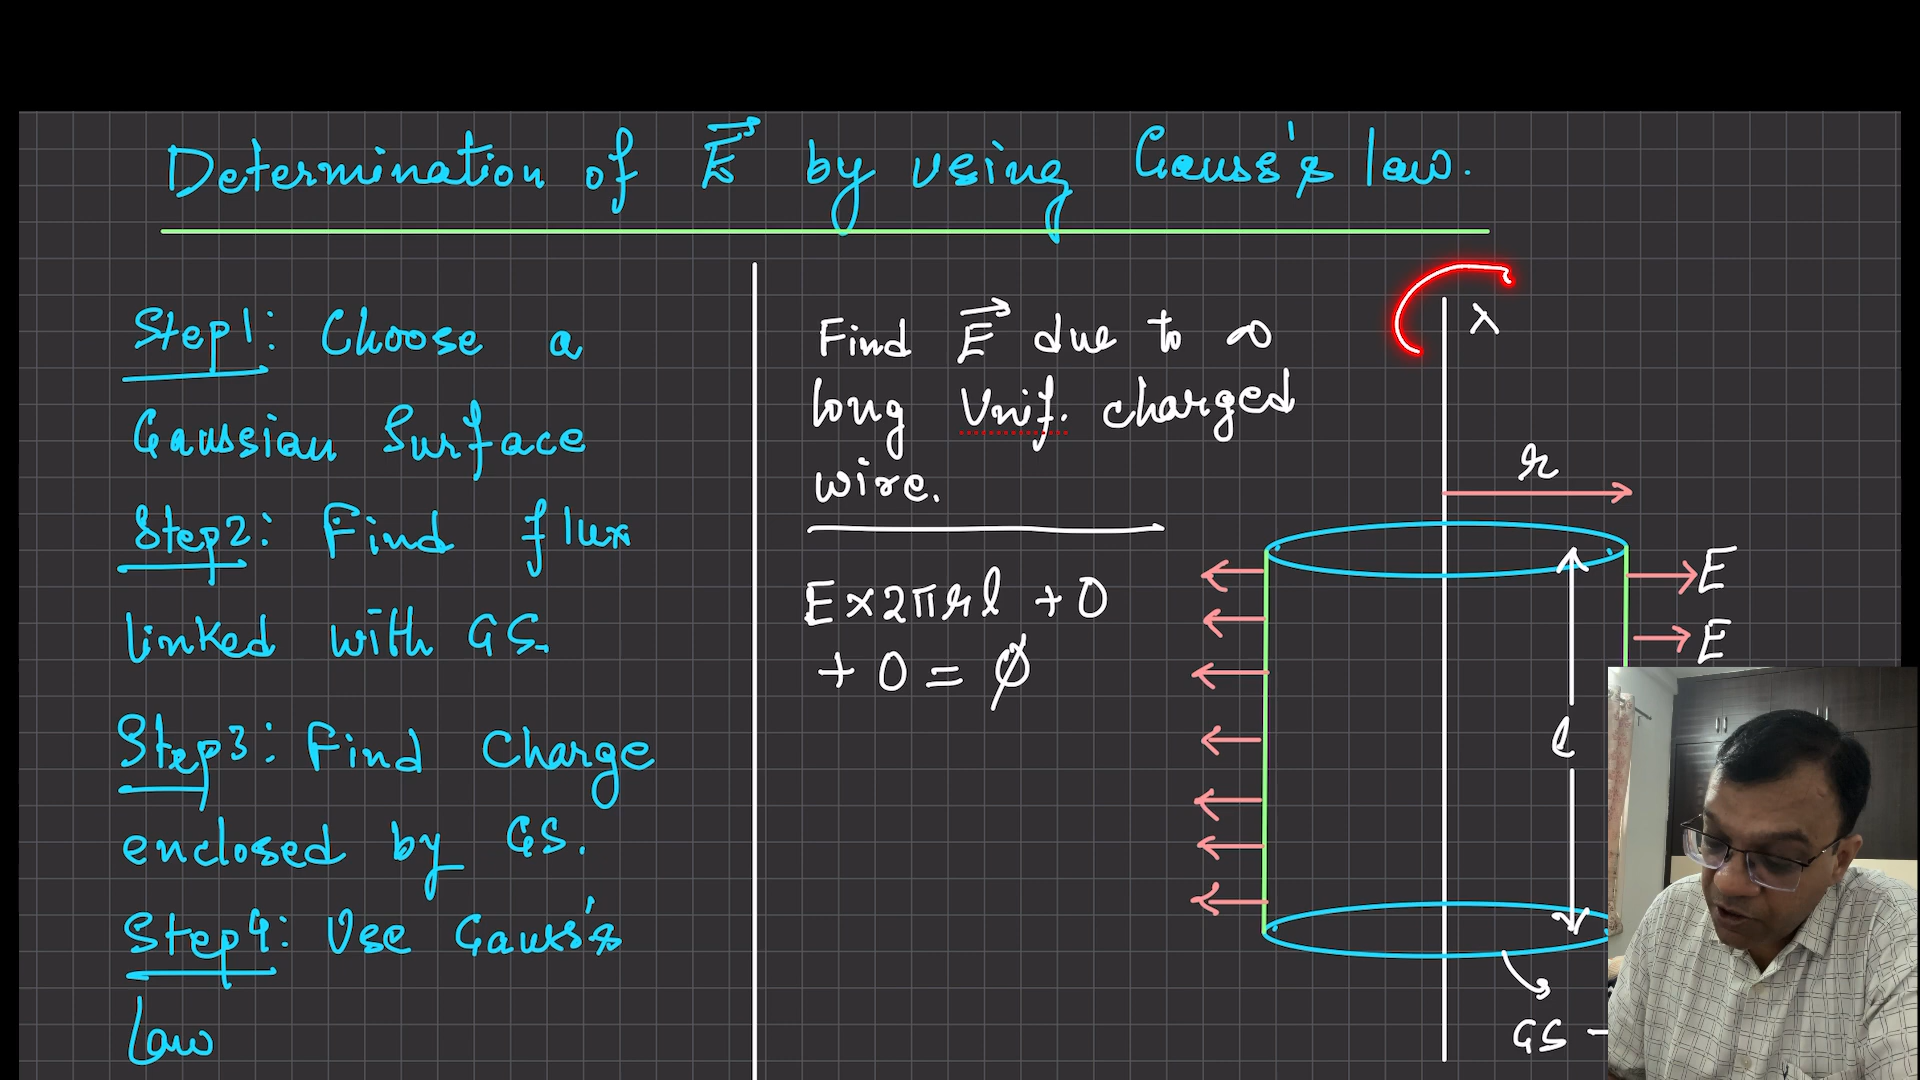 Determination of E⃗ by using Gauss's law.
Step1: Choose a
Gaussian Surface
Step2: Find flux
linked with GS.
Step3: Find Charge
enclosed by GS.
Step4: Use Gauss's
law
Find E⃗ due to ∞
long Unif. charged
wire.
E×2πrl +0
+ 0 = ϕ
λ
r
E
E
l
GS -